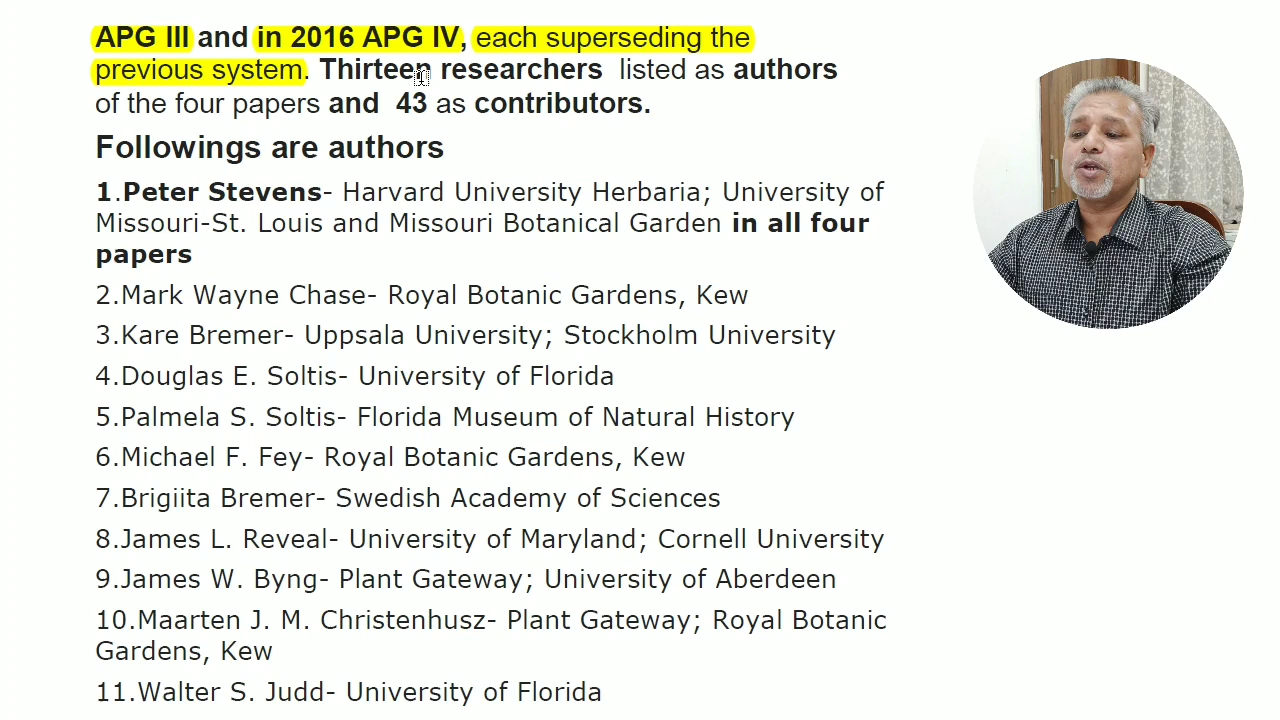 APG III and in 2016 APG IV, each superseding the
previous system. Thirteen researchers listed as authors
of the four papers and 43 as contributors.
Followings are authors
1.Peter Stevens- Harvard University Herbaria; University of
Missouri-St. Louis and Missouri Botanical Garden in all four
papers
2.Mark Wayne Chase- Royal Botanic Gardens, Kew
3.Kare Bremer- Uppsala University; Stockholm University
4.Douglas E. Soltis- University of Florida
5.Palmela S. Soltis- Florida Museum of Natural History
6.Michael F. Fey- Royal Botanic Gardens, Kew
7.Brigiita Bremer- Swedish Academy of Sciences
8.James L. Reveal- University of Maryland; Cornell University
9.James W. Byng- Plant Gateway; University of Aberdeen
10.Maarten J. M. Christenhusz- Plant Gateway; Royal Botanic
Gardens, Kew
11.Walter S. Judd- University of Florida